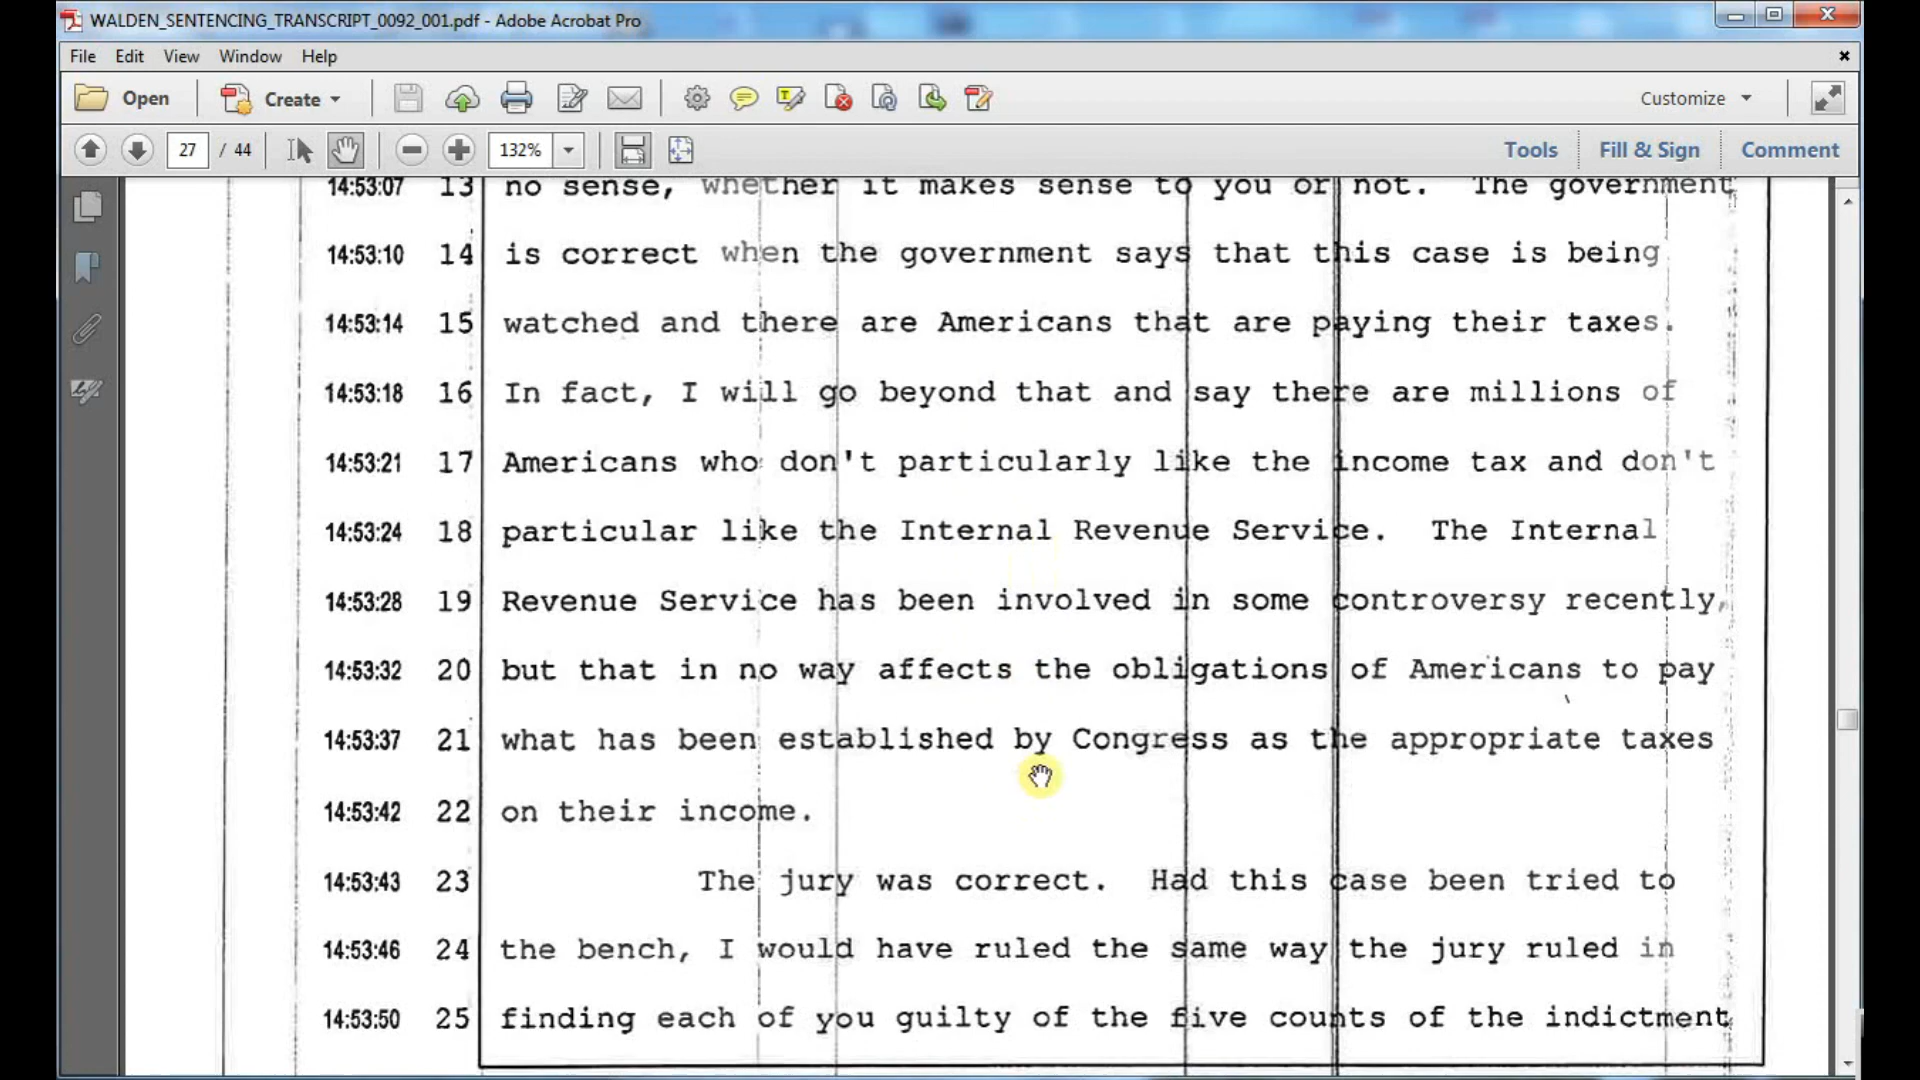 WALDEN_SENTENCING_TRANSCRIPT_0092_001.pdf - Adobe Acrobat Pro
File Edit View Window Help
Open Create Customize
27 / 44 132% Tools Fill & Sign Comment
14:53:07 13 no sense, whether it makes sense to you or not. The government
14:53:10 14 is correct when the government says that this case is being
14:53:14 15 watched and there are Americans that are paying their taxes.
14:53:18 16 In fact, I will go beyond that and say there are millions of
14:53:21 17 Americans who don't particularly like the income tax and don't
14:53:24 18 particular like the Internal Revenue Service. The Internal
14:53:28 19 Revenue Service has been involved in some controversy recently,
14:53:32 20 but that in no way affects the obligations of Americans to pay
14:53:37 21 what has been established by Congress as the appropriate taxes
14:53:42 22 on their income.
14:53:43 23 The jury was correct. Had this case been tried to
14:53:46 24 the bench, I would have ruled the same way the jury ruled in
14:53:50 25 finding each of you guilty of the five counts of the indictment